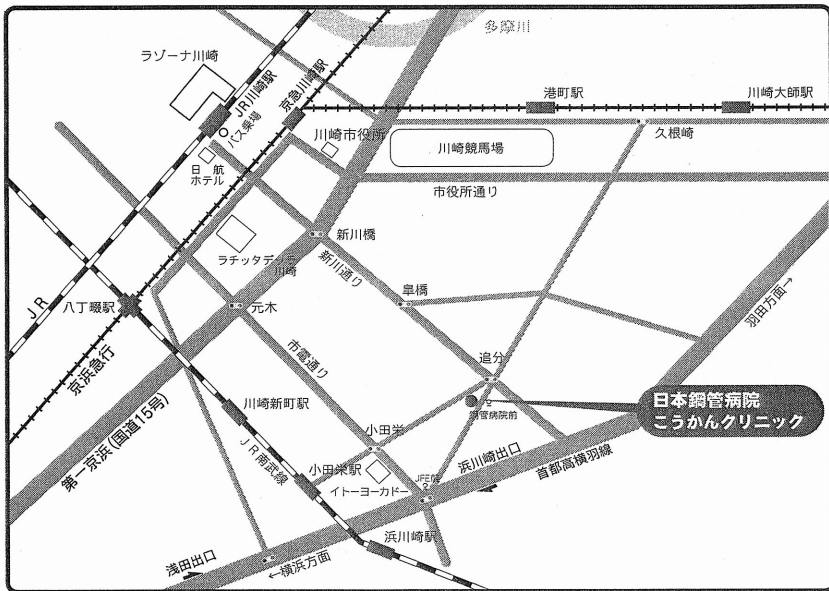 多摩川
ラゾーナ川崎
JR川崎駅
バス乗場
京急川崎駅
港町駅
川崎大師駅
川崎市役所
川崎競馬場
久根崎
日航
ホテル
市役所通り
ラチッタデッラ
川崎
新川橋
新川通り
皐橋
羽田方面→
JR
八丁畷駅
元木
京浜急行
市電通り
追分
第一京浜(国道15号)
川崎新町駅
鋼管病院前
日本鋼管病院
こうかんクリニック
小田栄
JR南武線
小田栄駅
イトーヨーカドー
JFE前
浜川崎出口
首都高横羽線
浜川崎駅
浅田出口
←横浜方面